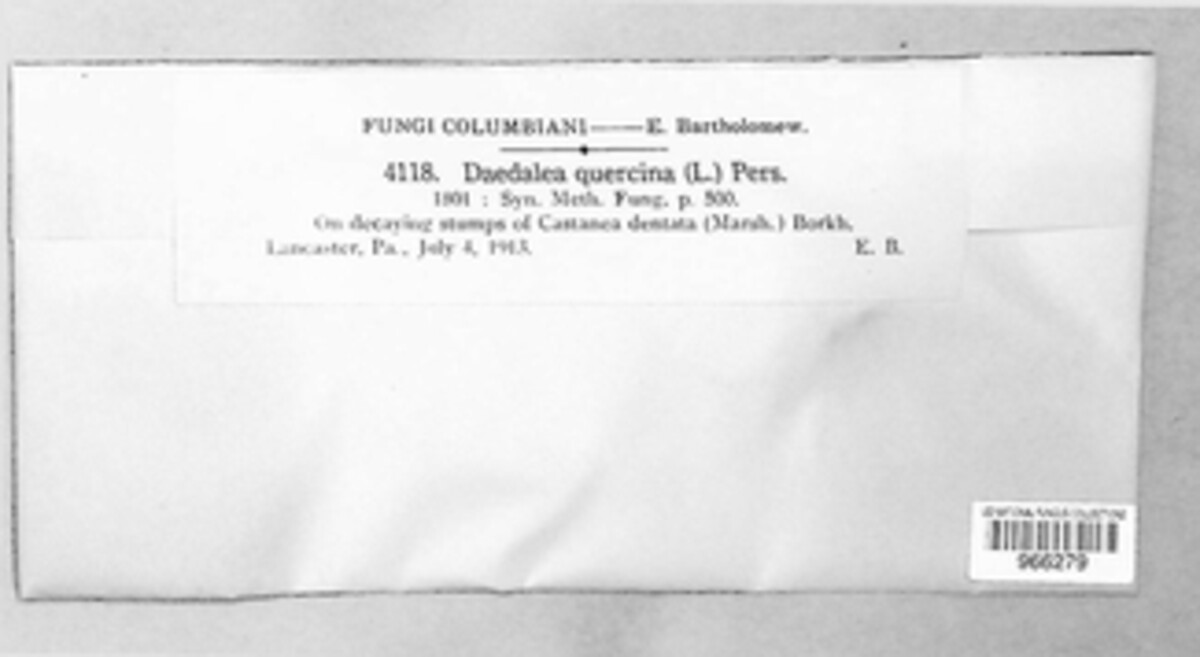 FUNGI COLUMBIANI——E. Bartholomew.
4118. Daedalea quercina (L.) Pers.
1801 : Syn. Meth. Fung. p. 500.
On decaying stumps of Castanea dentata (Marsh.) Borkh.
Lancaster, Pa., July 4, 1913. E. B.
966279